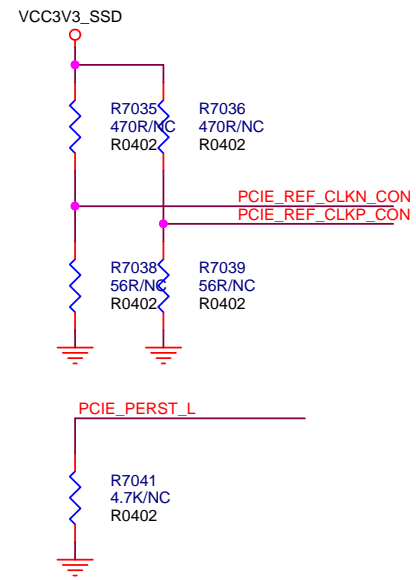 VCC3V3_SSD
R7035
470R/NC
R0402
R7036
470R/NC
R0402
PCIE_REF_CLKN_CON
PCIE_REF_CLKP_CON
R7038
56R/NC
R0402
R7039
56R/NC
R0402
PCIE_PERST_L
R7041
4.7K/NC
R0402